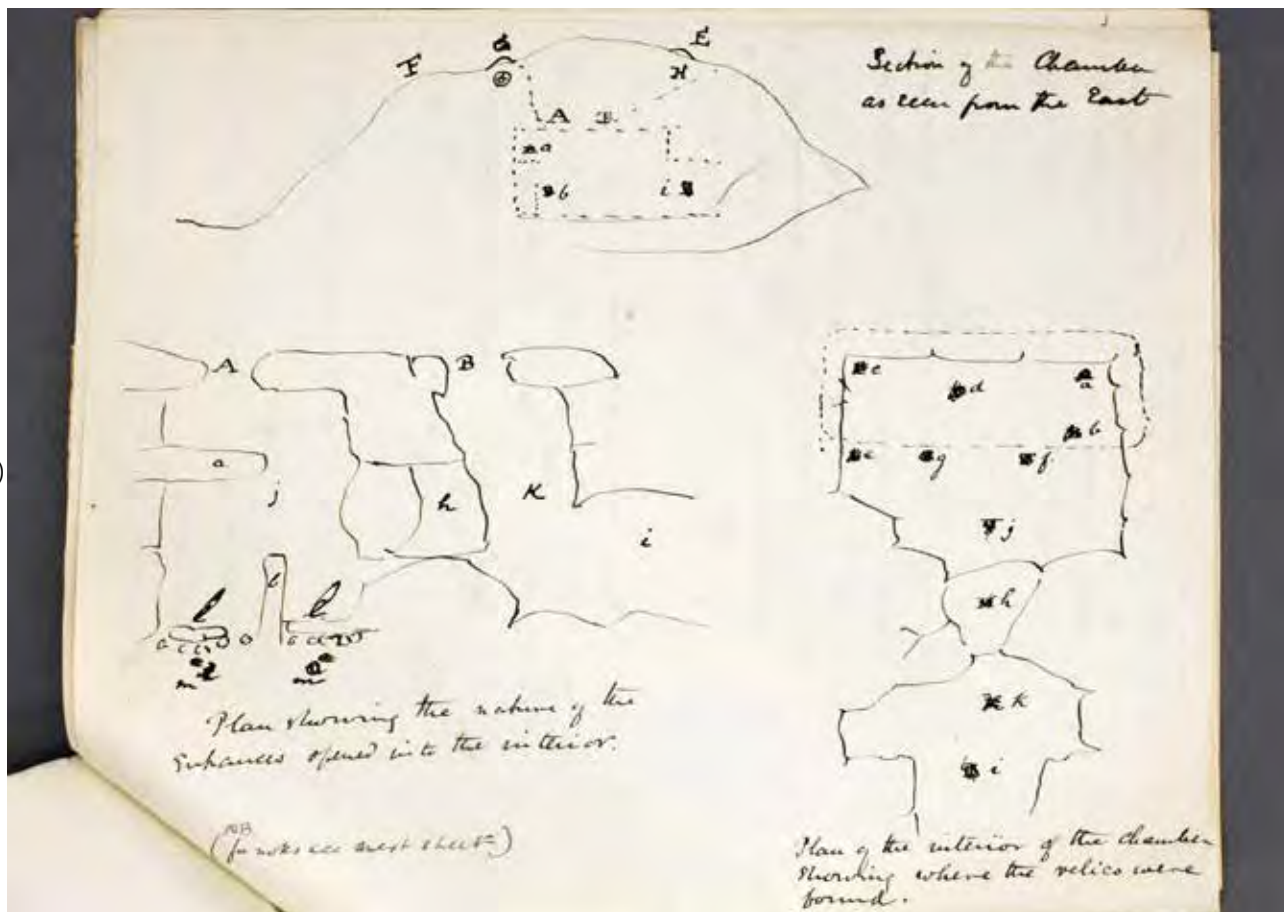 Section of the Chamber
as seen from the East
F
G
E
H
A B
a
b
i
A
B
a
j
h
K
i
l
l
m
m
Plan showing the nature of the
Entrances opened into the interior.
NB
(for notes see next sheet)
c
d
a
b
e
g
f
j
h
k
i
Plan of the interior of the Chamber
showing where the relics were
found.